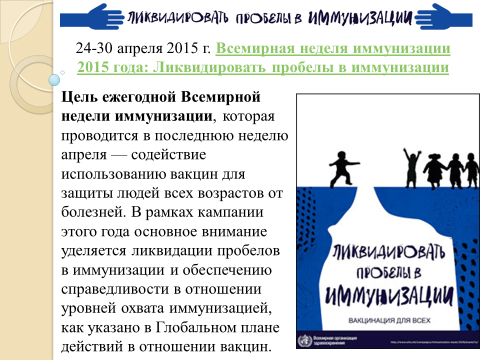 ЛИКВИДИРОВАТЬ ПРОБЕЛЫ В ИММУНИЗАЦИИ
24-30 апреля 2015 г. Всемирная неделя иммунизации
2015 года: Ликвидировать пробелы в иммунизации
Цель ежегодной Всемирной
недели иммунизации, которая
проводится в последнюю неделю
апреля — содействие
использованию вакцин для
защиты людей всех возрастов от
болезней. В рамках кампании
этого года основное внимание
уделяется ликвидации пробелов
в иммунизации и обеспечению
справедливости в отношении
уровней охвата иммунизацией,
как указано в Глобальном плане
действий в отношении вакцин.
ЛИКВИДИРОВАТЬ
ПРОБЕЛЫ В
ИММУНИЗАЦИИ
ВАКЦИНАЦИЯ ДЛЯ ВСЕХ
Всемирная организация
здравоохранения